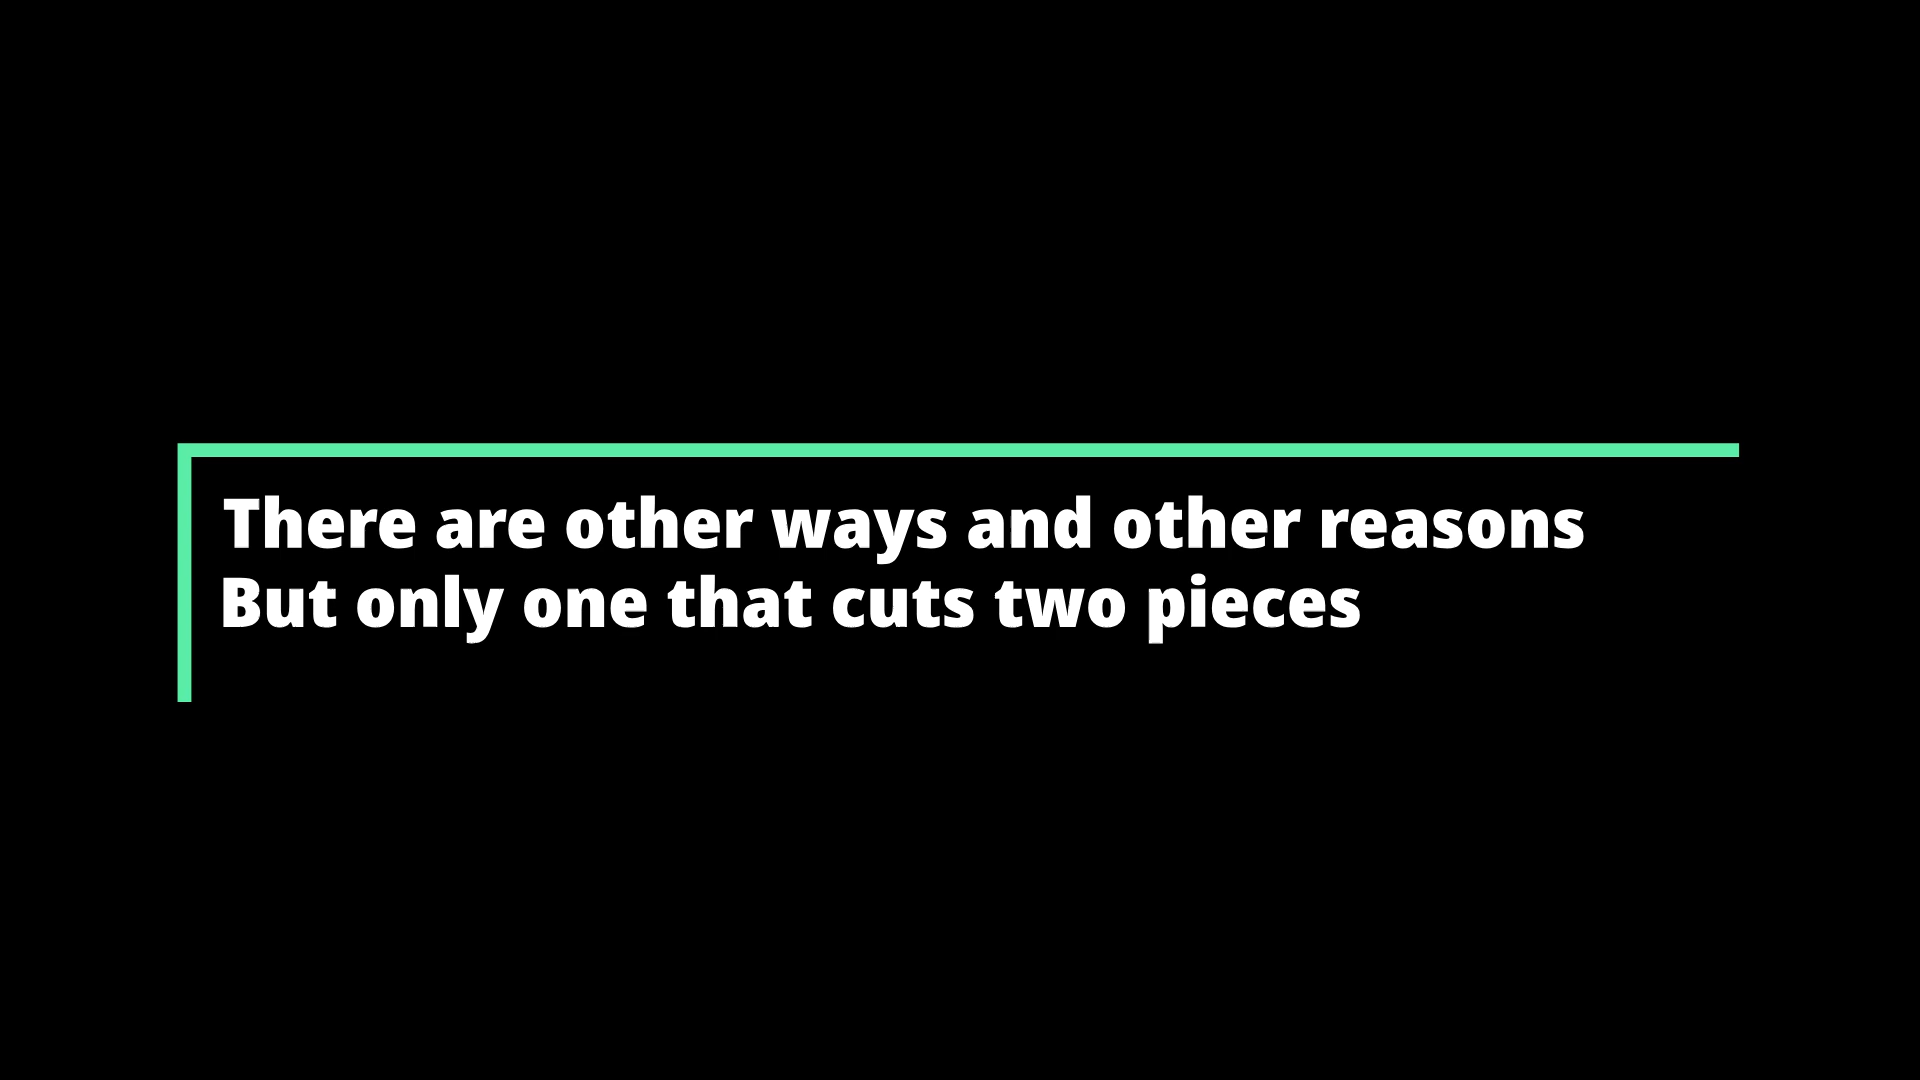 There are other ways and other reasons
But only one that cuts two pieces